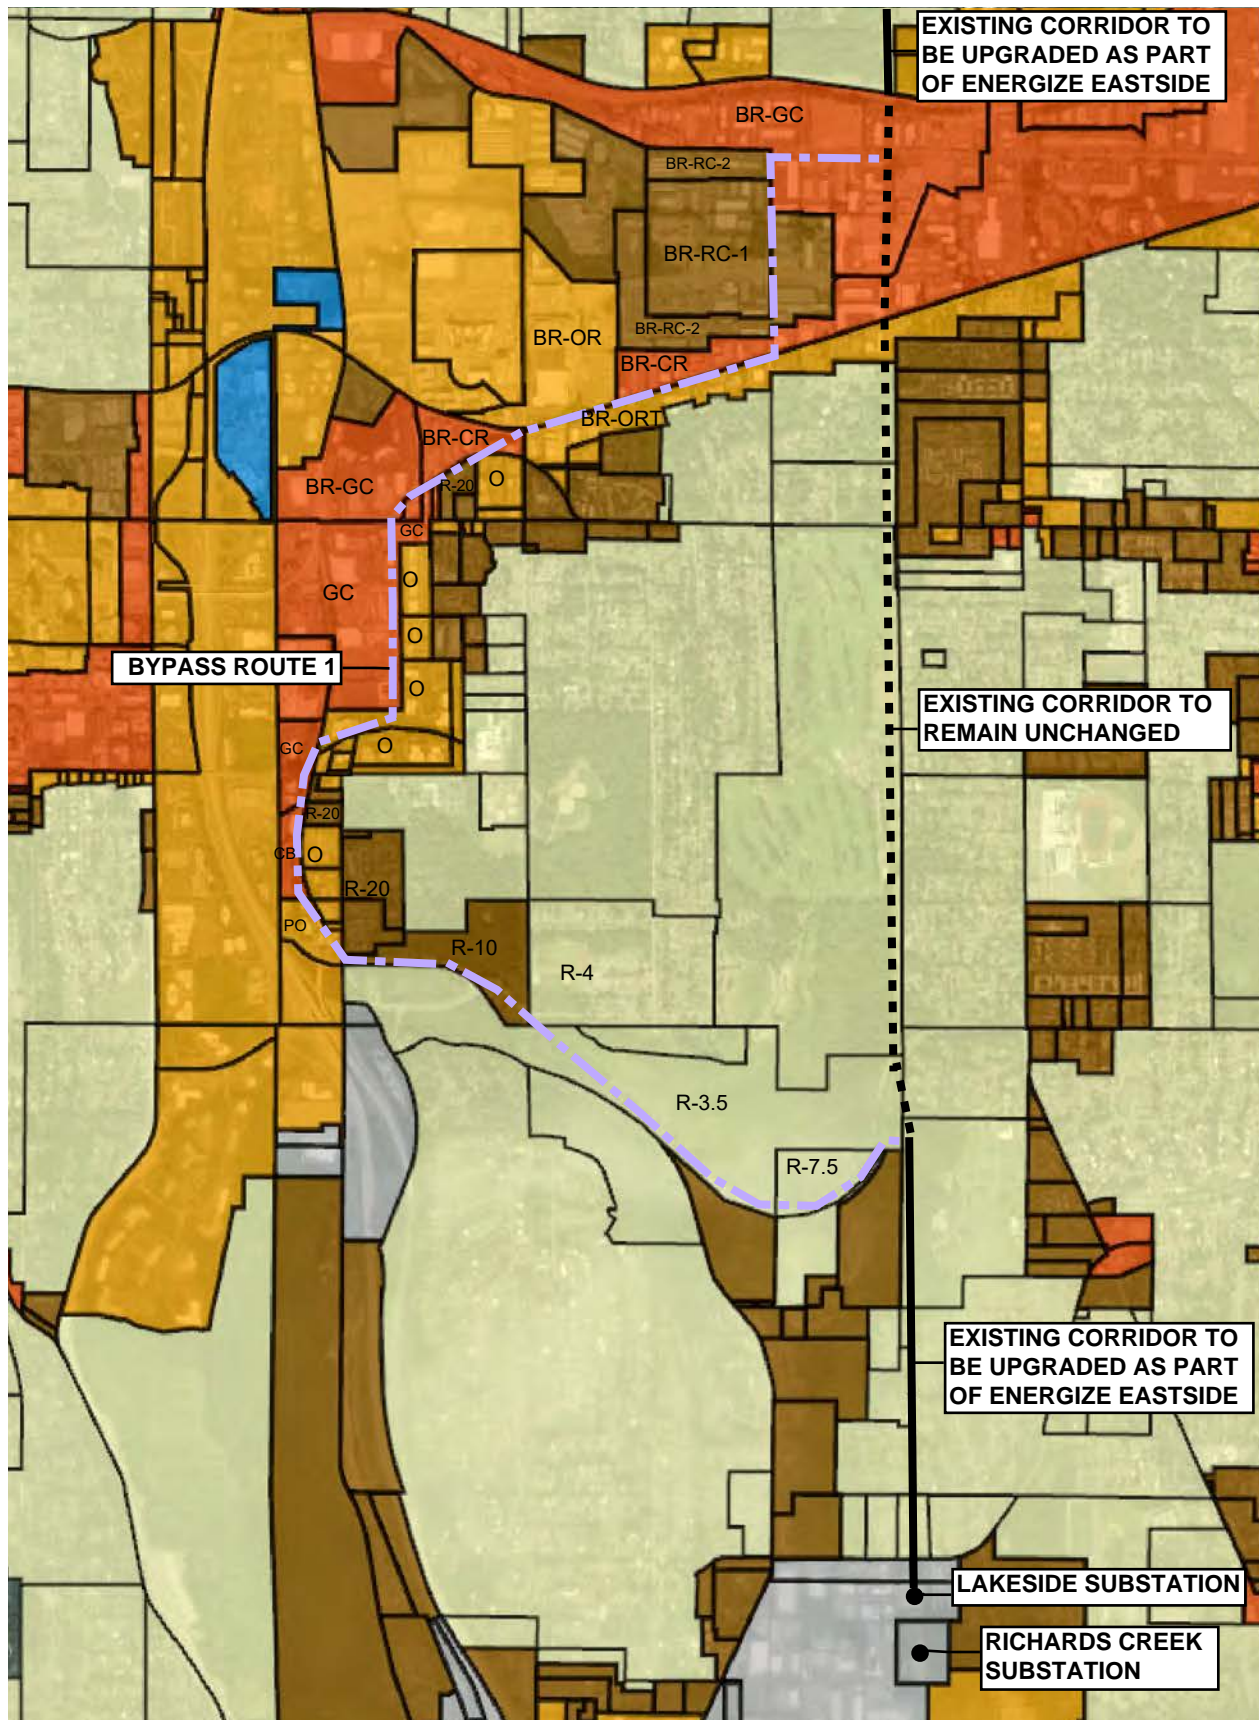 EXISTING CORRIDOR TO
BE UPGRADED AS PART
OF ENERGIZE EASTSIDE
BR-GC
BR-RC-2
BR-RC-1
BR-RC-2
BR-OR
BR-CR
BR-ORT
BR-CR
BR-GC
R-20
O
GC
GC
O
O
BYPASS ROUTE 1
O
EXISTING CORRIDOR TO
REMAIN UNCHANGED
GC
O
R-20
CB
O
R-20
PO
R-10
R-4
R-3.5
R-7.5
EXISTING CORRIDOR TO
BE UPGRADED AS PART
OF ENERGIZE EASTSIDE
LAKESIDE SUBSTATION
RICHARDS CREEK
SUBSTATION